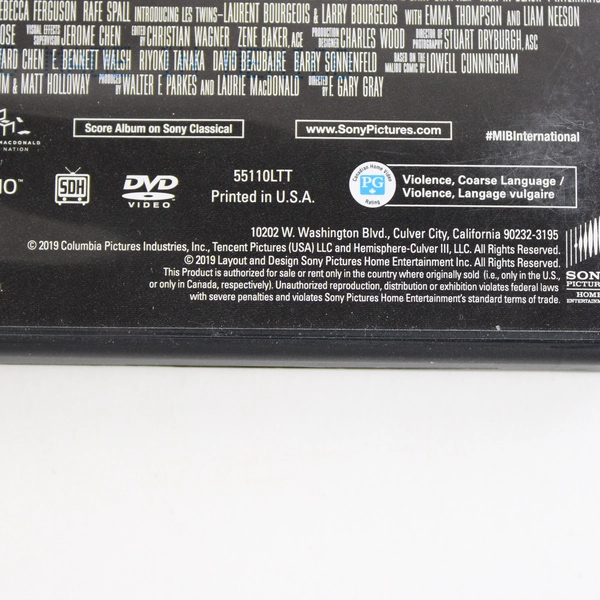 REBECCA FERGUSON RAFE SPALL INTRODUCING LES TWINS-LAURENT BOURGEOIS & LARRY BOURGEOIS WITH EMMA THOMPSON AND LIAM NEESON
VISUAL EFFECTS SUPERVISOR JEROME CHEN EDITED BY CHRISTIAN WAGNER ZENE BAKER, ACE PRODUCTION DESIGNER CHARLES WOOD DIRECTOR OF PHOTOGRAPHY STUART DRYBURGH, ASC
E. BENNETT WALSH RIYOKO TANAKA DAVID BEAUBAIRE BARRY SONNENFELD BASED ON THE MALIBU COMIC BY LOWELL CUNNINGHAM
& MATT HOLLOWAY PRODUCED BY WALTER F. PARKES AND LAURIE MACDONALD DIRECTED BY F. GARY GRAY
MACDONALD
NATION
Score Album on Sony Classical
www.SonyPictures.com
#MIBInternational
SDH
DVD
VIDEO
55110LTT
Printed in U.S.A.
Canadian Home Video
PG
Rating
Violence, Coarse Language /
Violence, Langage vulgaire
10202 W. Washington Blvd., Culver City, California 90232-3195
© 2019 Columbia Pictures Industries, Inc., Tencent Pictures (USA) LLC and Hemisphere-Culver III, LLC. All Rights Reserved.
© 2019 Layout and Design Sony Pictures Home Entertainment Inc. All Rights Reserved.
This Product is authorized for sale or rent only in the country where originally sold (i.e., only in the U.S.,
or only in Canada, respectively). Unauthorized reproduction, distribution or exhibition violates federal laws
with severe penalties and violates Sony Pictures Home Entertainment's standard terms of trade.
SONY
PICTURES
HOME
ENTERTAINMENT